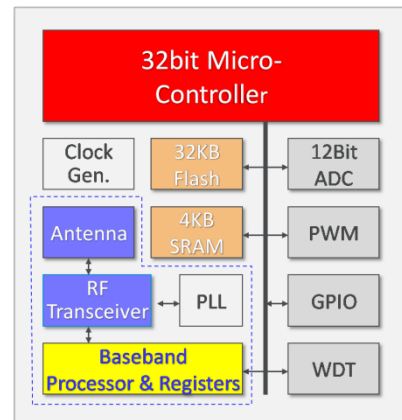 32bit Micro-
Controller
Clock
Gen.
32KB
Flash
12Bit
ADC
Antenna
4KB
SRAM
PWM
RF
Transceiver
PLL
GPIO
Baseband
Processor & Registers
WDT